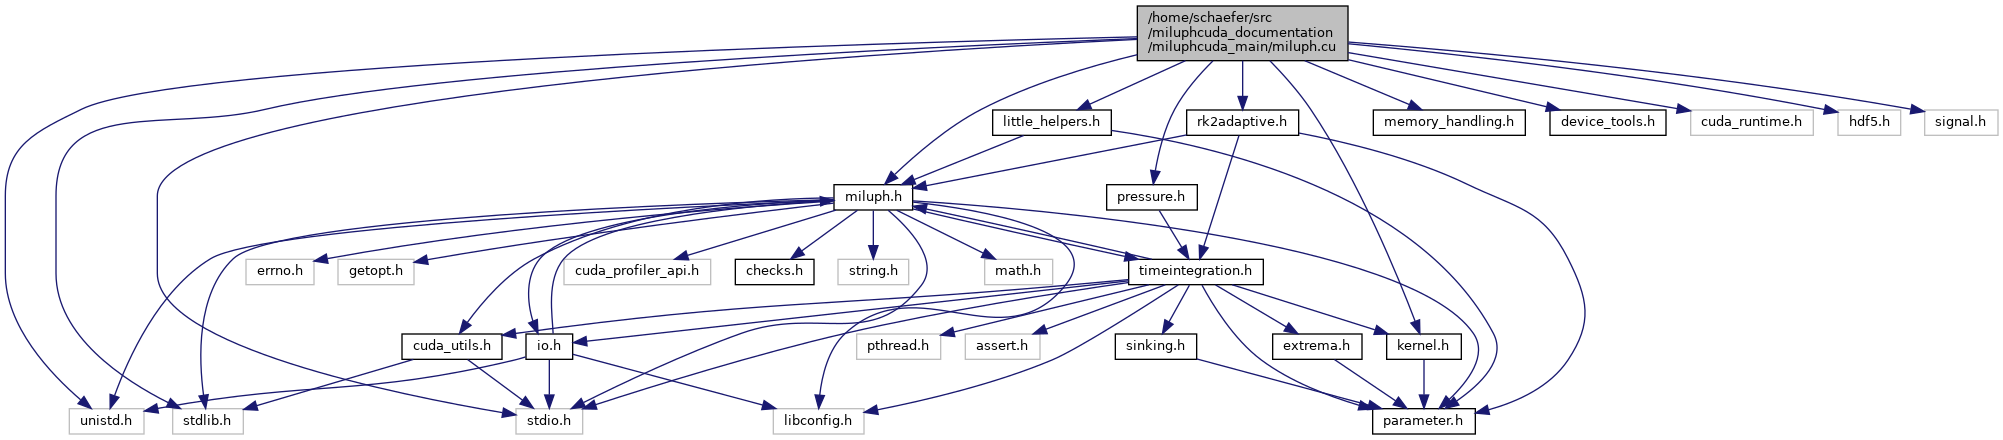 /home/schaefer/src
/miluphcuda_documentation
/miluphcuda_main/miluph.cu
little_helpers.h
rk2adaptive.h
memory_handling.h
device_tools.h
cuda_runtime.h
hdf5.h
signal.h
miluph.h
pressure.h
errno.h
getopt.h
cuda_profiler_api.h
checks.h
string.h
math.h
timeintegration.h
cuda_utils.h
io.h
pthread.h
assert.h
sinking.h
extrema.h
kernel.h
unistd.h
stdlib.h
stdio.h
libconfig.h
parameter.h